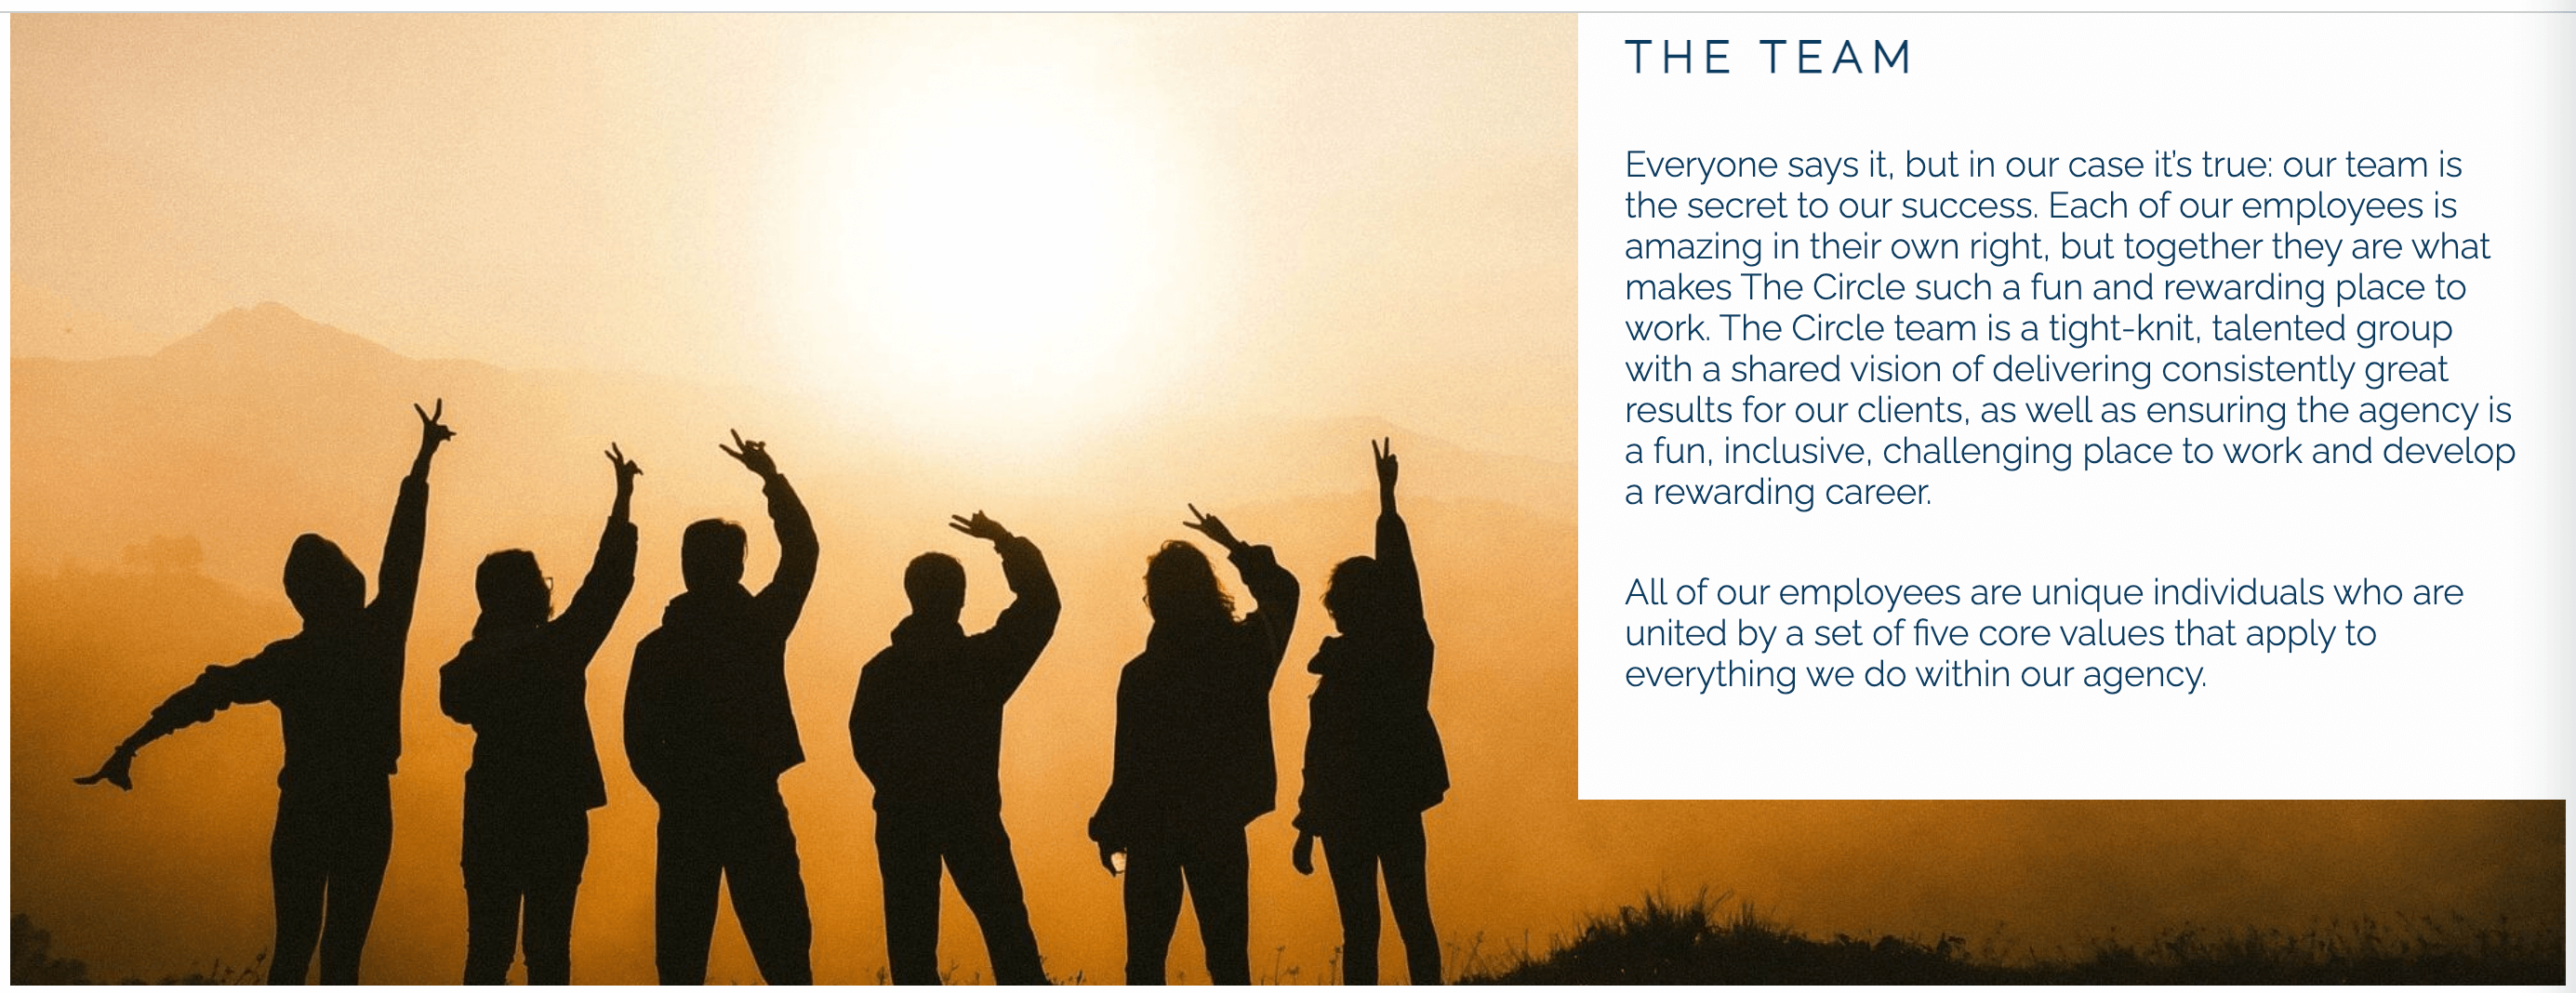 THE TEAM
Everyone says it, but in our case it’s true: our team is
the secret to our success. Each of our employees is
amazing in their own right, but together they are what
makes The Circle such a fun and rewarding place to
work. The Circle team is a tight-knit, talented group
with a shared vision of delivering consistently great
results for our clients, as well as ensuring the agency is
a fun, inclusive, challenging place to work and develop
a rewarding career.
All of our employees are unique individuals who are
united by a set of five core values that apply to
everything we do within our agency.